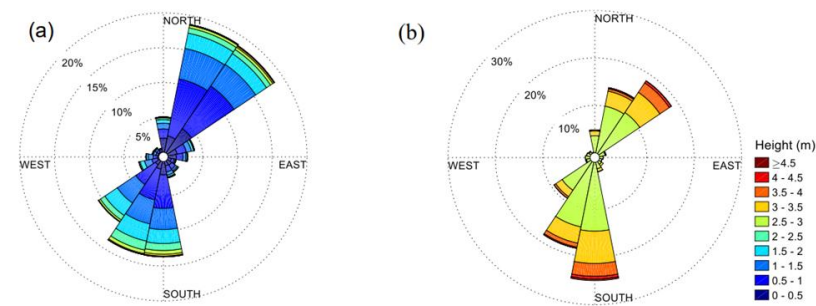 (a)
NORTH
20%
15%
10%
5%
WEST
EAST
SOUTH
(b)
NORTH
30%
20%
10%
WEST
EAST
SOUTH
Height (m)
≥4.5
4 - 4.5
3.5 - 4
3 - 3.5
2.5 - 3
2 - 2.5
1.5 - 2
1 - 1.5
0.5 - 1
0 - 0.5